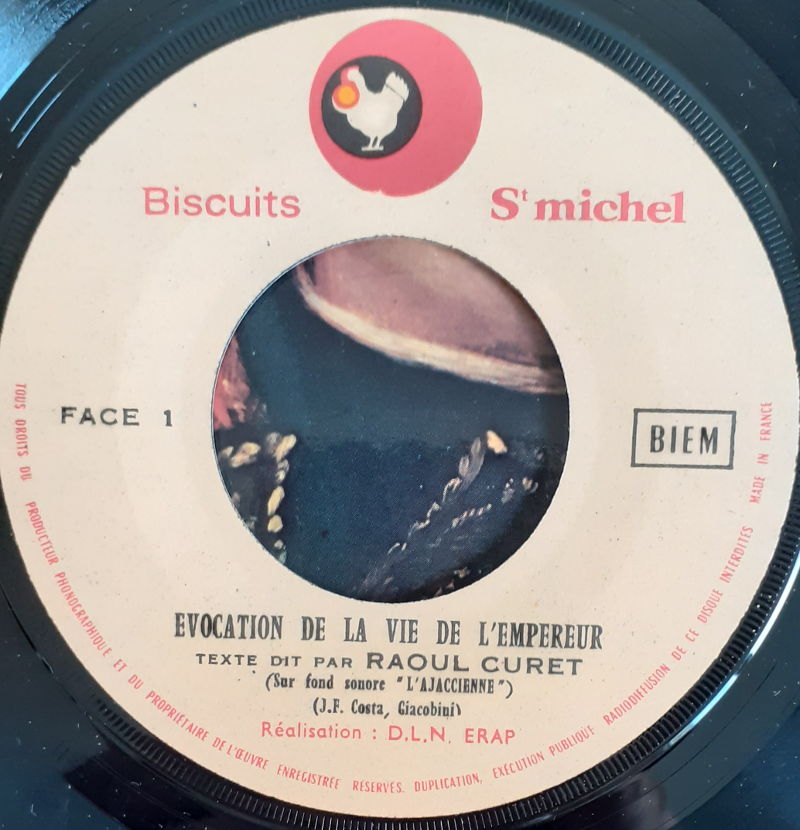 Biscuits St michel
FACE 1
BIEM
EVOCATION DE LA VIE DE L'EMPEREUR
TEXTE DIT PAR RAOUL CURET
(Sur fond sonore "L'AJACCIENNE")
(J.F. Costa, Giacobini)
Réalisation : D.L.N. ERAP
TOUS DROITS DU PRODUCTEUR PHONOGRAPHIQUE ET DU PROPRIÉTAIRE DE L'ŒUVRE ENREGISTRÉE RÉSERVÉS. DUPLICATION, EXÉCUTION PUBLIQUE RADIODIFFUSION DE CE DISQUE INTERDITES MADE IN FRANCE